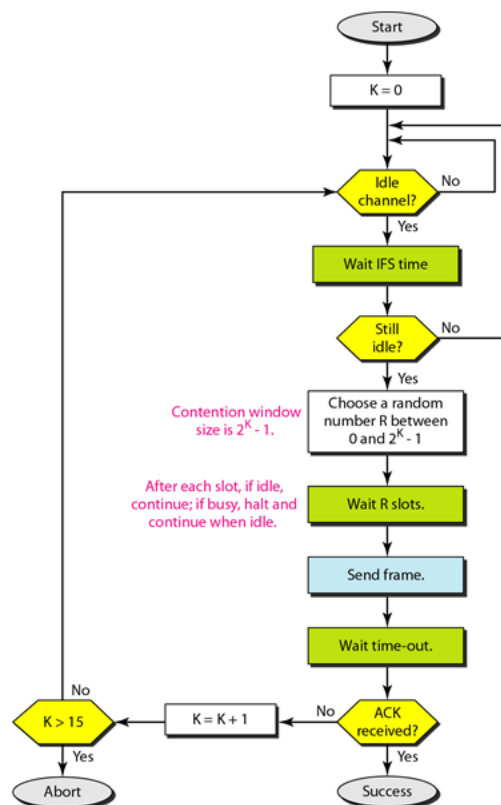 Start
K = 0
Idle
channel?
No
Yes
Wait IFS time
Still
idle?
No
Yes
Contention window
size is 2^K - 1.
Choose a random
number R between
0 and 2^K - 1
After each slot, if idle,
continue; if busy, halt and
continue when idle.
Wait R slots.
Send frame.
Wait time-out.
ACK
received?
No
Yes
K = K + 1
K > 15
No
Yes
Abort
Success